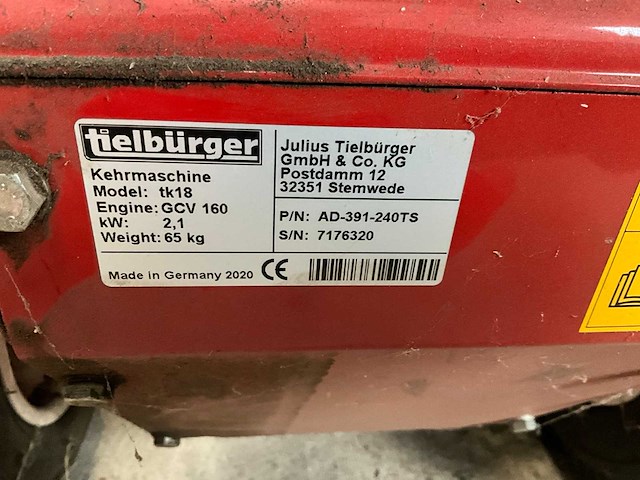 tielbürger
Kehrmaschine
Model: tk18
Engine: GCV 160
kW: 2,1
Weight: 65 kg
Julius Tielbürger
GmbH & Co. KG
Postdamm 12
32351 Stemwede
P/N: AD-391-240TS
S/N: 7176320
Made in Germany 2020 CE